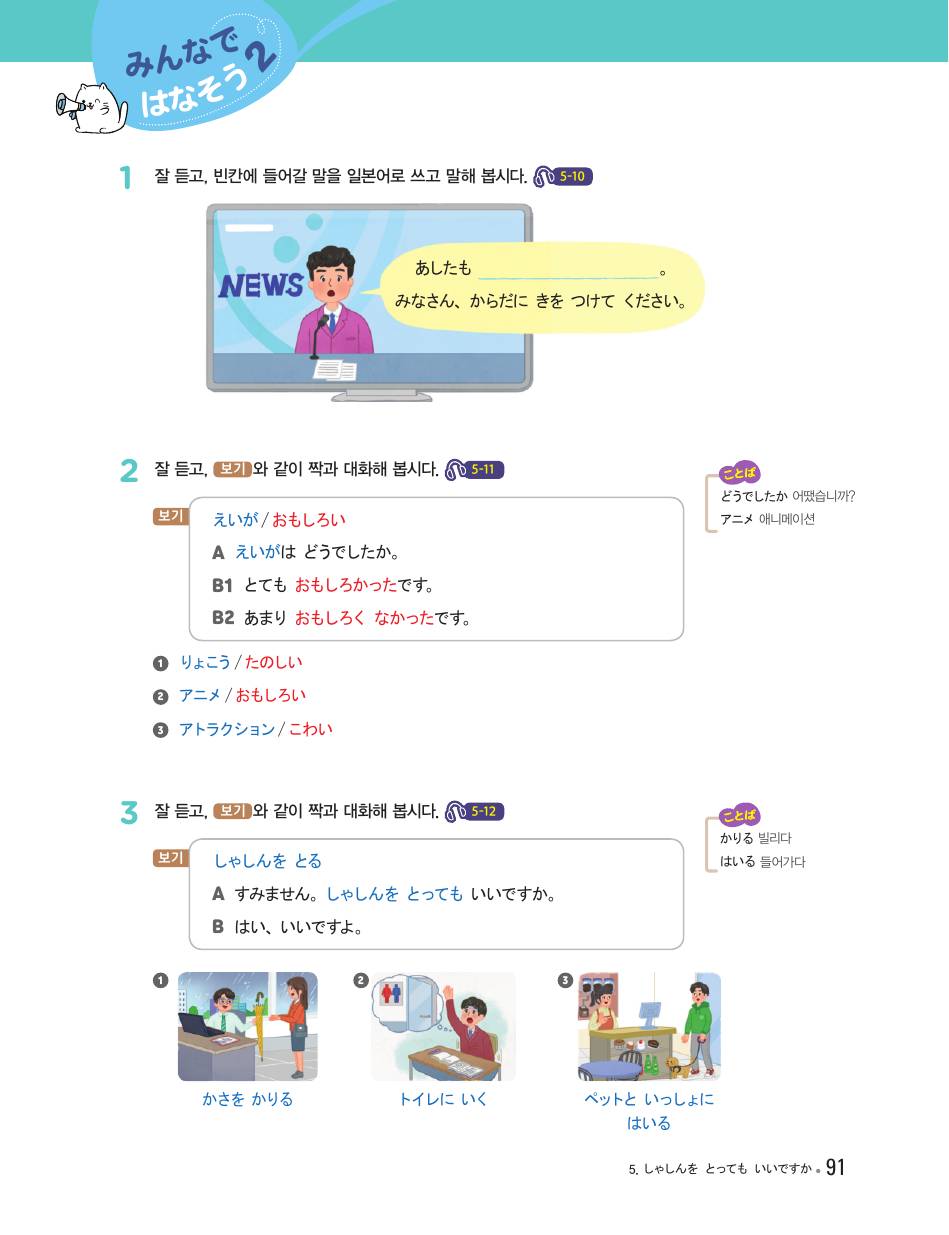 みんなで
はなそう2
1 잘 듣고, 빈칸에 들어갈 말을 일본어로 쓰고 말해 봅시다. 5-10
NEWS
あしたも ____________________。
みなさん、からだに きを つけて ください。
2 잘 듣고, 보기 와 같이 짝과 대화해 봅시다. 5-11
ことば
どうでしたか 어땠습니까?
アニメ 애니메이션
보기
えいが / おもしろい
A えいがは どうでしたか。
B1 とても おもしろかったです。
B2 あまり おもしろく なかったです。
1 りょこう / たのしい
2 アニメ / おもしろい
3 アトラクション / こわい
3 잘 듣고, 보기 와 같이 짝과 대화해 봅시다. 5-12
ことば
かりる 빌리다
はいる 들어가다
보기
しゃしんを とる
A すみません。しゃしんを とっても いいですか。
B はい、いいですよ。
1
かさを かりる
2
トイレに いく
3
ペットと いっしょに
はいる
5. しゃしんを とっても いいですか 91